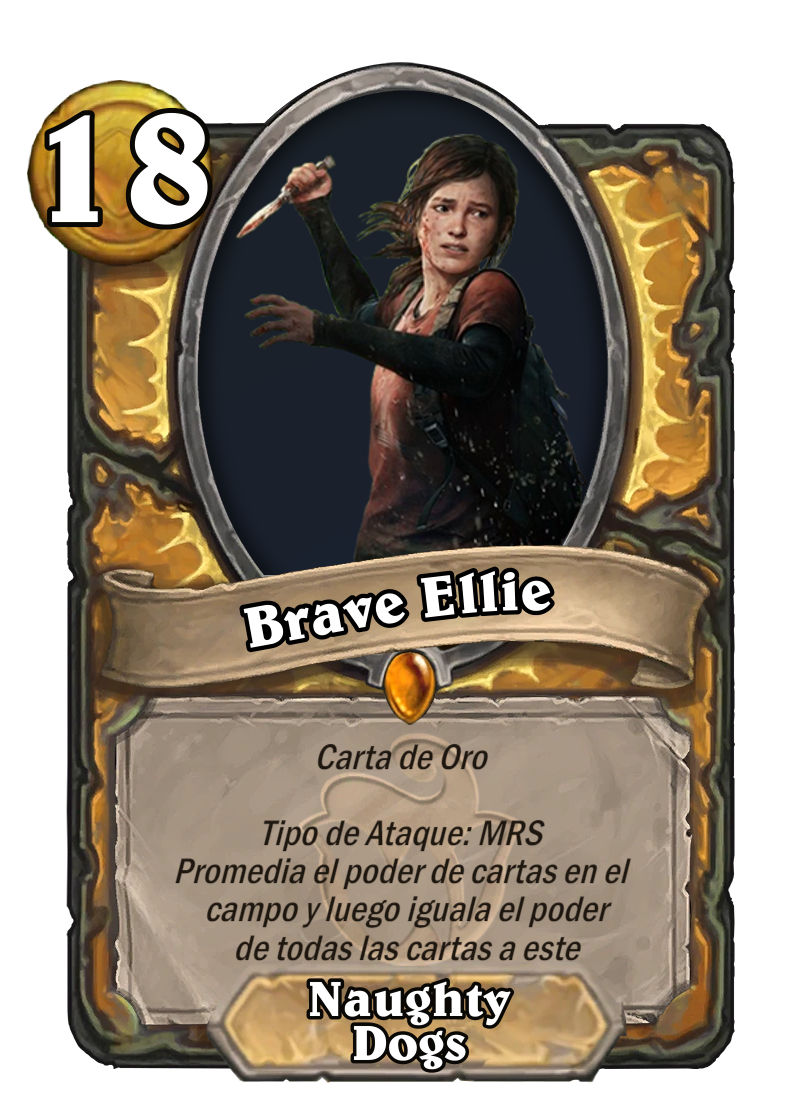 18
Brave Ellie
Carta de Oro
Tipo de Ataque: MRS
Promedia el poder de cartas en el
campo y luego iguala el poder
de todas las cartas a este
Naughty
Dogs